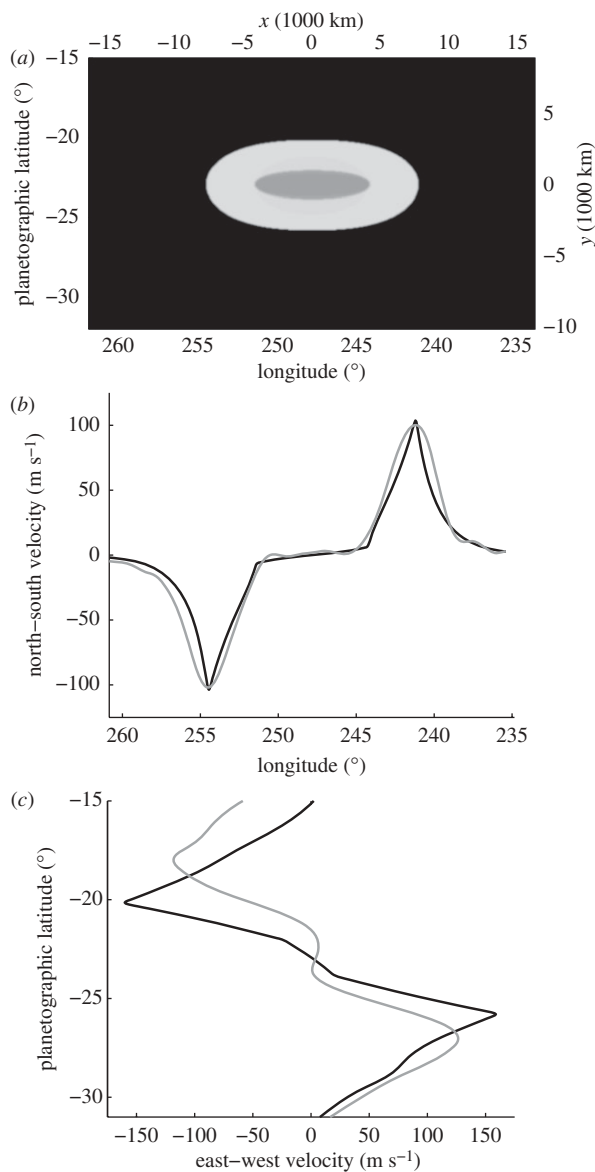 x (1000 km)
−15 −10 −5 0 5 10 15
(a)
−15
−20
−25
−30
planetographic latitude (°)
5
0
−5
−10
y (1000 km)
260 255 250 245 240 235
longitude (°)
(b)
100
50
0
−50
−100
north–south velocity (m s⁻¹)
260 255 250 245 240 235
longitude (°)
(c)
−15
−20
−25
−30
planetographic latitude (°)
−150 −100 −50 0 50 100 150
east–west velocity (m s⁻¹)